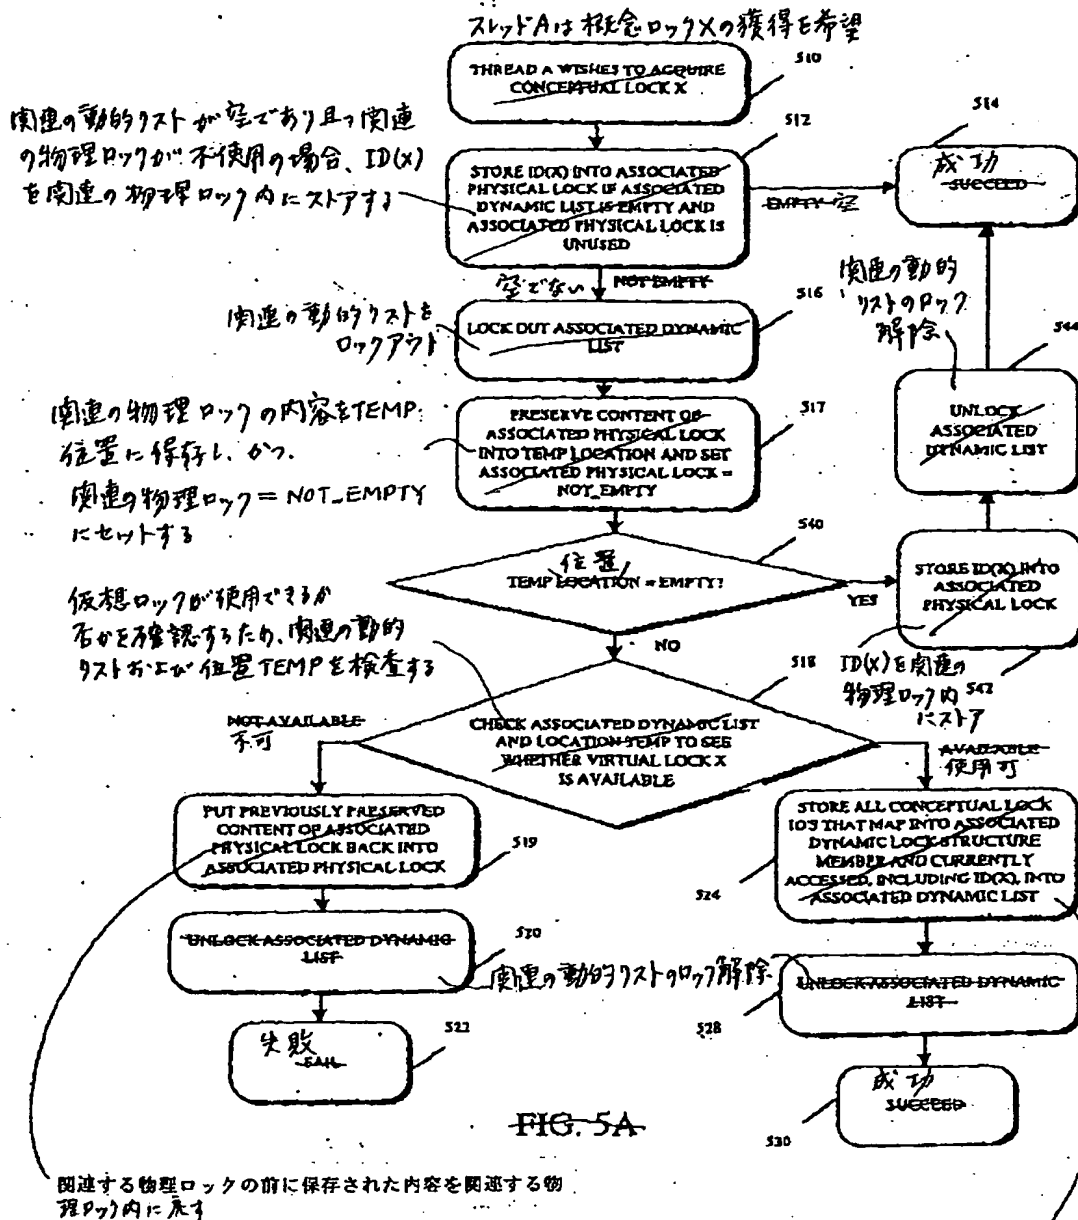 スレッドAは概念ロックXの獲得を希望
THREAD A WISHES TO ACQUIRE
CONCEPTUAL LOCK X
510
関連の動的リストが空であり且つ関連
の物理ロックが不使用の場合、ID(X)
を関連の物理ロック内にストアする
512
STORE ID(X) INTO ASSOCIATED
PHYSICAL LOCK IF ASSOCIATED
DYNAMIC LIST IS EMPTY AND
ASSOCIATED PHYSICAL LOCK IS
UNUSED
EMPTY 空
514
成功
SUCCEED
空でない NOT EMPTY
関連の動的リストを
ロックアウト
516
LOCK OUT ASSOCIATED DYNAMIC
LIST
関連の動的
リストのロック
解除
544
UNLOCK
ASSOCIATED
DYNAMIC LIST
関連の物理ロックの内容をTEMP
位置に保存し、かつ、
関連の物理ロック=NOT_EMPTY
にセットする
517
PRESERVE CONTENT OF
ASSOCIATED PHYSICAL LOCK
INTO TEMP LOCATION AND SET
ASSOCIATED PHYSICAL LOCK =
NOT_EMPTY
540
位置
TEMP LOCATION = EMPTY?
YES
STORE ID(X) INTO
ASSOCIATED
PHYSICAL LOCK
542
ID(X)を関連の
物理ロック内
にストア
NO
仮想ロックが使用できるか
否かを確認するため、関連の動的
リストおよび位置TEMPを検査する
518
CHECK ASSOCIATED DYNAMIC LIST
AND LOCATION TEMP TO SEE
WHETHER VIRTUAL LOCK X
IS AVAILABLE
NOT AVAILABLE
不可
AVAILABLE
使用可
PUT PREVIOUSLY PRESERVED
CONTENT OF ASSOCIATED
PHYSICAL LOCK BACK INTO
ASSOCIATED PHYSICAL LOCK
519
STORE ALL CONCEPTUAL LOCK
ID'S THAT MAP INTO ASSOCIATED
DYNAMIC LOCK STRUCTURE
MEMBER AND CURRENTLY
ACCESSED, INCLUDING ID(X), INTO
ASSOCIATED DYNAMIC LIST
524
UNLOCK ASSOCIATED DYNAMIC
LIST
520
関連の動的リストのロック解除
UNLOCK ASSOCIATED DYNAMIC
LIST
528
失敗
FAIL
522
成功
SUCCEED
530
FIG. 5A
関連する物理ロックの前に保存された内容を関連する物
理ロック内に戻す